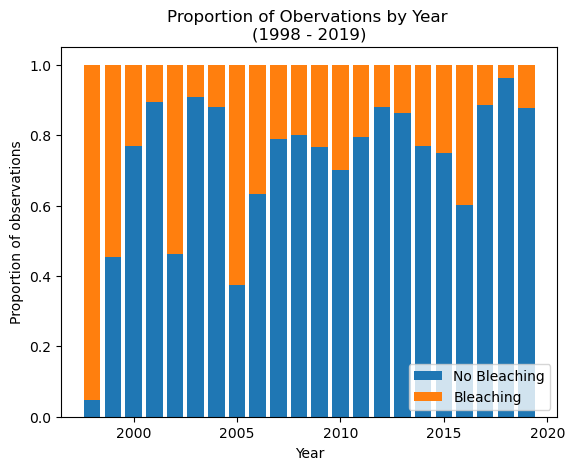 Proportion of Obervations by Year
(1998 - 2019)
Proportion of observations
1.0
0.8
0.6
0.4
0.2
0.0
No Bleaching
Bleaching
2000
2005
2010
2015
2020
Year